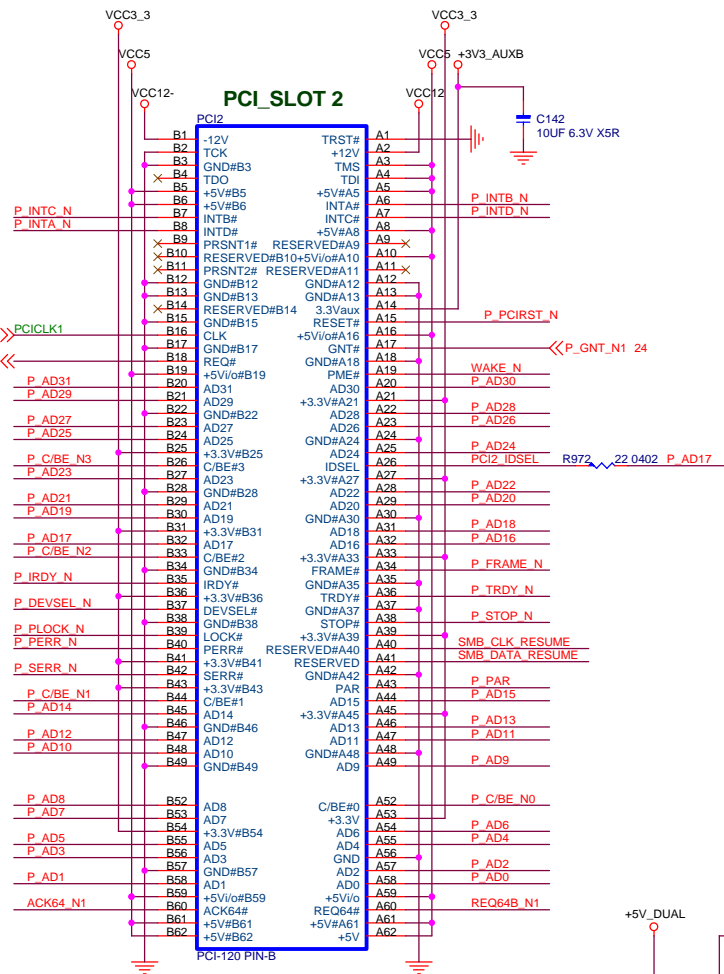 VCC3_3
VCC3_3
VCC5
VCC5
+3V3_AUXB
VCC12-
VCC12
PCI_SLOT 2
C142
10UF 6.3V X5R
PCI2
B1 -12V TRST# A1
B2 TCK +12V A2
B3 GND#B3 TMS A3
B4 TDO TDI A4
B5 +5V#B5 +5V#A5 A5
B6 +5V#B6 INTA# A6 P_INTB_N
P_INTC_N B7 INTB# INTC# A7 P_INTD_N
P_INTA_N B8 INTD# +5V#A8 A8
B9 PRSNT1# RESERVED#A9 A9
B10 RESERVED#B10 +5Vi/o#A10 A10
B11 PRSNT2# RESERVED#A11 A11
B12 GND#B12 GND#A12 A12
B13 GND#B13 GND#A13 A13
B14 RESERVED#B14 3.3Vaux A14
B15 GND#B15 RESET# A15 P_PCIRST_N
PCICLK1 B16 CLK +5Vi/o#A16 A16
B17 GND#B17 GNT# A17 P_GNT_N1 24
B18 REQ# GND#A18 A18
B19 +5Vi/o#B19 PME# A19 WAKE_N
P_AD31 B20 AD31 AD30 A20 P_AD30
P_AD29 B21 AD29 +3.3V#A21 A21
B22 GND#B22 AD28 A22 P_AD28
P_AD27 B23 AD27 AD26 A23 P_AD26
P_AD25 B24 AD25 GND#A24 A24
B25 +3.3V#B25 AD24 A25 P_AD24
P_C/BE_N3 B26 C/BE#3 IDSEL A26 PCI2_IDSEL R972 22 0402 P_AD17
P_AD23 B27 AD23 +3.3V#A27 A27
B28 GND#B28 AD22 A28 P_AD22
P_AD21 B29 AD21 AD20 A29 P_AD20
P_AD19 B30 AD19 GND#A30 A30
B31 +3.3V#B31 AD18 A31 P_AD18
P_AD17 B32 AD17 AD16 A32 P_AD16
P_C/BE_N2 B33 C/BE#2 +3.3V#A33 A33
B34 GND#B34 FRAME# A34 P_FRAME_N
P_IRDY_N B35 IRDY# GND#A35 A35
B36 +3.3V#B36 TRDY# A36 P_TRDY_N
P_DEVSEL_N B37 DEVSEL# GND#A37 A37
B38 GND#B38 STOP# A38 P_STOP_N
P_PLOCK_N B39 LOCK# +3.3V#A39 A39
P_PERR_N B40 PERR# RESERVED#A40 A40 SMB_CLK_RESUME
B41 +3.3V#B41 RESERVED A41 SMB_DATA_RESUME
P_SERR_N B42 SERR# GND#A42 A42
B43 +3.3V#B43 PAR A43 P_PAR
P_C/BE_N1 B44 C/BE#1 AD15 A44 P_AD15
P_AD14 B45 AD14 +3.3V#A45 A45
B46 GND#B46 AD13 A46 P_AD13
P_AD12 B47 AD12 AD11 A47 P_AD11
P_AD10 B48 AD10 GND#A48 A48
B49 GND#B49 AD9 A49 P_AD9
P_AD8 B52 AD8 C/BE#0 A52 P_C/BE_N0
P_AD7 B53 AD7 +3.3V A53
B54 +3.3V#B54 AD6 A54 P_AD6
P_AD5 B55 AD5 AD4 A55 P_AD4
P_AD3 B56 AD3 GND A56
B57 GND#B57 AD2 A57 P_AD2
P_AD1 B58 AD1 AD0 A58 P_AD0
B59 +5Vi/o#B59 +5Vi/o A59
ACK64_N1 B60 ACK64# REQ64# A60 REQ64B_N1
B61 +5V#B61 +5V#A61 A61
B62 +5V#B62 +5V A62
PCI-120 PIN-B
+5V_DUAL